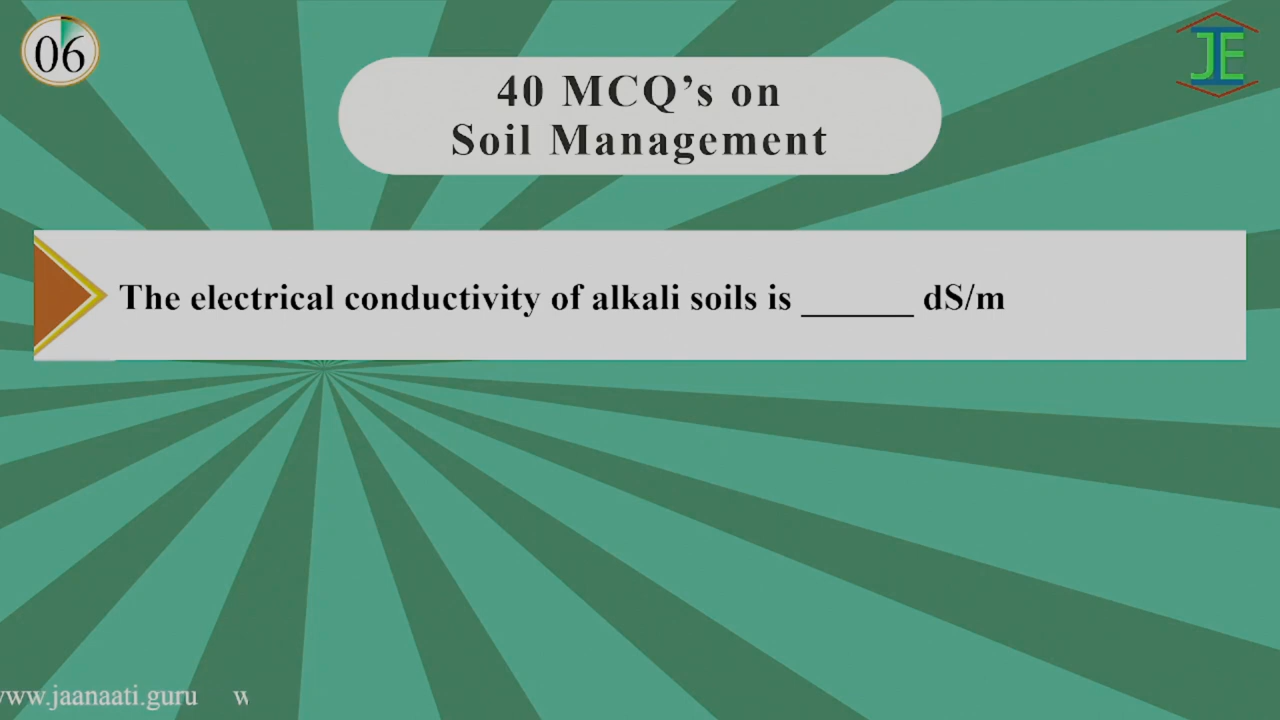 06
JE
40 MCQ’s on
Soil Management
The electrical conductivity of alkali soils is _______ dS/m
www.jaanaati.guru w